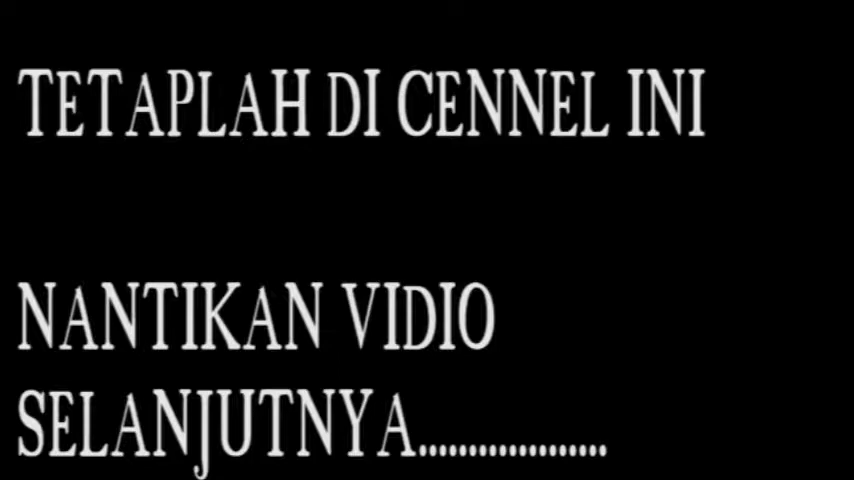 TETAPLAH DI CENNEL INI
NANTIKAN VIDIO
SELANJUTNYA...................